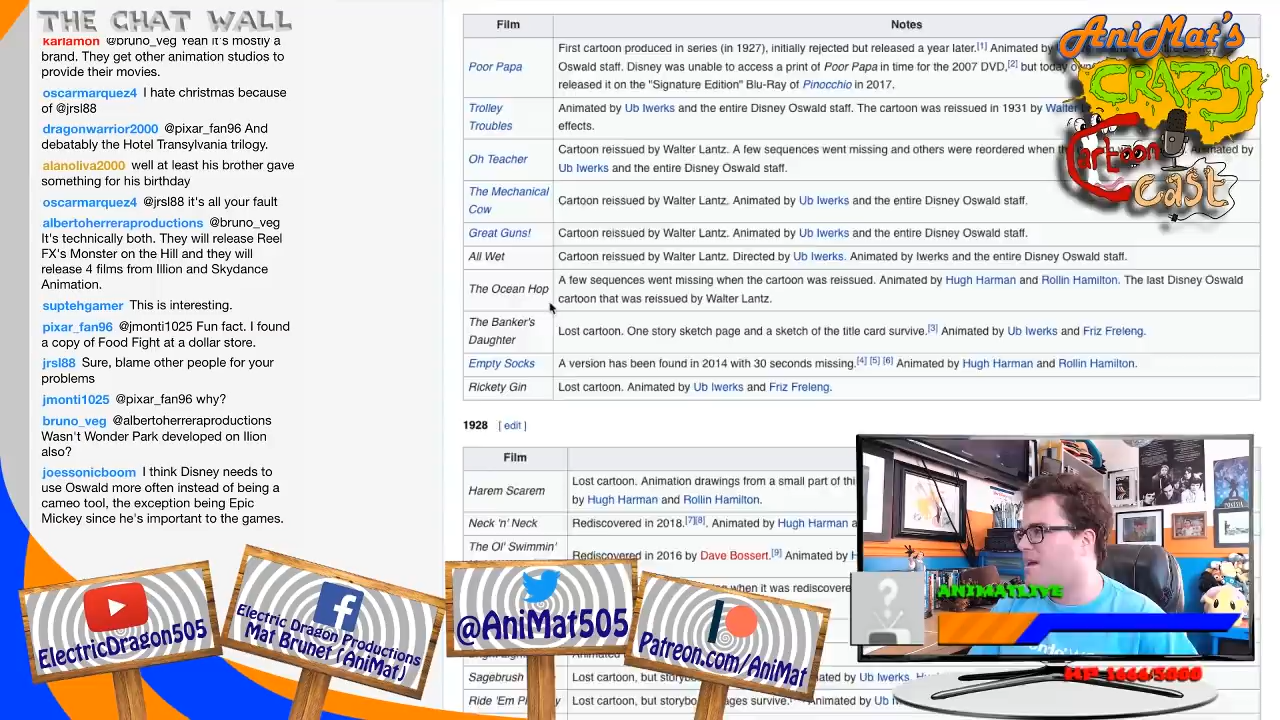 THE CHAT WALL
karlamon @bruno_veg Yeah it's mostly a
brand. They get other animation studios to
provide their movies.
oscarmarquez4 I hate christmas because
of @jrsl88
dragonwarrior2000 @pixar_fan96 And
debatably the Hotel Transylvania trilogy.
alanoliva2000 well at least his brother gave
something for his birthday
oscarmarquez4 @jrsl88 it's all your fault
albertoherreraproductions @bruno_veg
It's technically both. They will release Reel
FX's Monster on the Hill and they will
release 4 films from Illion and Skydance
Animation.
suptehgamer This is interesting.
pixar_fan96 @jmonti1025 Fun fact. I found
a copy of Food Fight at a dollar store.
jrsl88 Sure, blame other people for your
problems
jmonti1025 @pixar_fan96 why?
bruno_veg @albertoherreraproductions
Wasn't Wonder Park developed on Ilion
also?
joessonicboom I think Disney needs to
use Oswald more often instead of being a
cameo tool, the exception being Epic
Mickey since he's important to the games.
Film Notes
Poor Papa
First cartoon produced in series (in 1927), initially rejected but released a year later.[1] Animated by
Oswald staff. Disney was unable to access a print of Poor Papa in time for the 2007 DVD,[2] but today
released it on the "Signature Edition" Blu-Ray of Pinocchio in 2017.
Trolley
Troubles
Animated by Ub Iwerks and the entire Disney Oswald staff. The cartoon was reissued in 1931 by Walter
effects.
Oh Teacher
Cartoon reissued by Walter Lantz. A few sequences went missing and others were reordered when Animated by
Ub Iwerks and the entire Disney Oswald staff.
The Mechanical
Cow
Cartoon reissued by Walter Lantz. Animated by Ub Iwerks and the entire Disney Oswald staff.
Great Guns! Cartoon reissued by Walter Lantz. Animated by Ub Iwerks and the entire Disney Oswald staff.
All Wet Cartoon reissued by Walter Lantz. Directed by Ub Iwerks. Animated by Iwerks and the entire Disney Oswald staff.
The Ocean Hop
A few sequences went missing when the cartoon was reissued. Animated by Hugh Harman and Rollin Hamilton. The last Disney Oswald
cartoon that was reissued by Walter Lantz.
The Banker's
Daughter
Lost cartoon. One story sketch page and a sketch of the title card survive.[3] Animated by Ub Iwerks and Friz Freleng.
Empty Socks A version has been found in 2014 with 30 seconds missing.[4] [5] [6] Animated by Hugh Harman and Rollin Hamilton.
Rickety Gin Lost cartoon. Animated by Ub Iwerks and Friz Freleng.
1928 [ edit ]
Film
Harem Scarem
Lost cartoon. Animation drawings from a small part of
by Hugh Harman and Rollin Hamilton.
Neck 'n' Neck Rediscovered in 2018.[7][8]. Animated by Hugh Harman
The Ol' Swimmin'
Rediscovered in 2016 by Dave Bossert.[9] Animated by
when it was rediscovered
Sagebrush Lost cartoon, but by Ub Iwerks,
Ride 'Em Lost cartoon, but survive. Animated by Ub
AniMat's
CRAZY
Cartoon
Cast
ANIMATLIVE
HP 1666/5000
ElectricDragon505
Electric Dragon Productions
Mat Brunet (AniMat)
@AniMat505
Patreon.com/AniMat